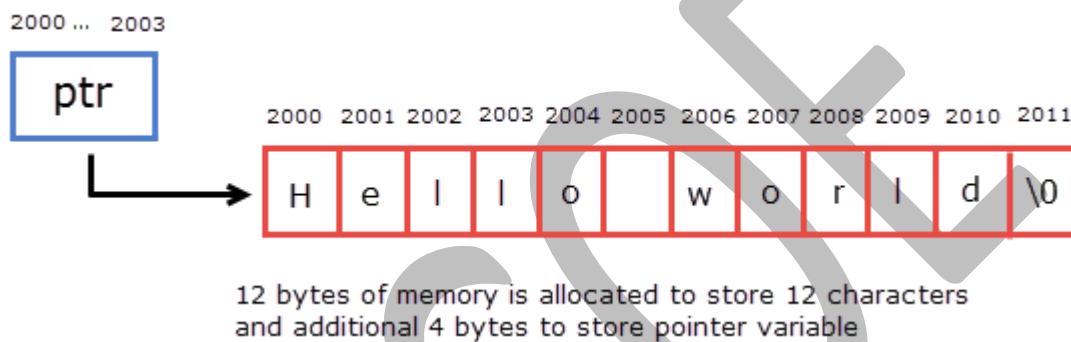 2000 ... 2003
ptr
2000 2001 2002 2003 2004 2005 2006 2007 2008 2009 2010 2011
H e l l o w o r l d \0
12 bytes of memory is allocated to store 12 characters
and additional 4 bytes to store pointer variable